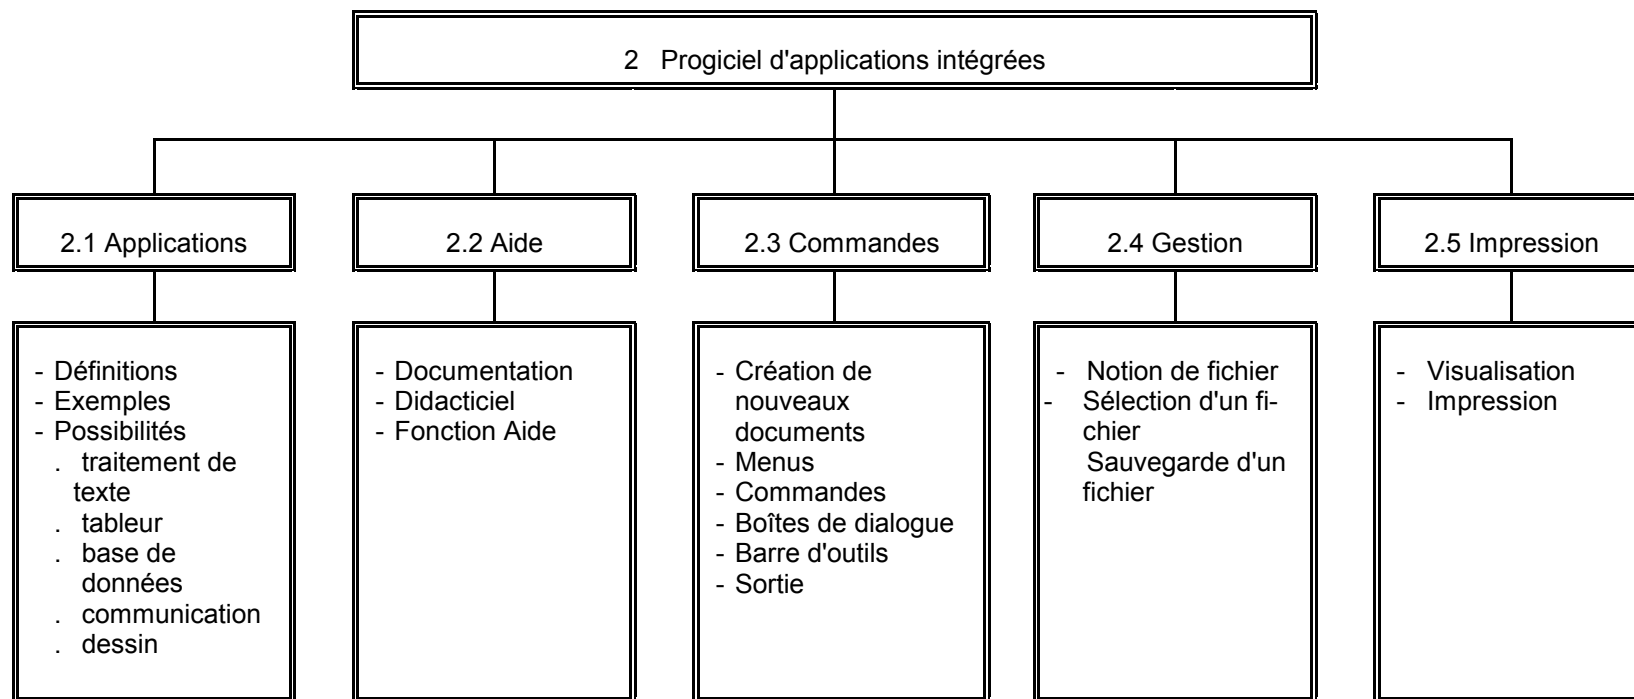 2   Progiciel d'applications intégrées
2.1 Applications
2.2 Aide
2.3 Commandes
2.4 Gestion
2.5 Impression
- Définitions
- Exemples
- Possibilités
. traitement de
texte
. tableur
. base de
données
. communication
. dessin
- Documentation
- Didacticiel
- Fonction Aide
- Création de
nouveaux
documents
- Menus
- Commandes
- Boîtes de dialogue
- Barre d'outils
- Sortie
- Notion de fichier
- Sélection d'un fi-
chier
Sauvegarde d'un
fichier
- Visualisation
- Impression